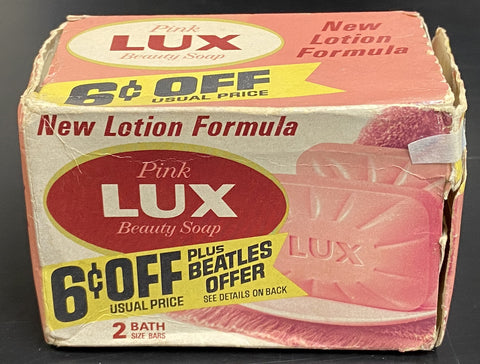 Pink
LUX
Beauty Soap
New
Lotion
Formula
6¢ OFF
USUAL PRICE
New Lotion Formula
Pink
LUX
Beauty Soap
6¢ OFF
USUAL PRICE
PLUS
BEATLES
OFFER
SEE DETAILS ON BACK
2 BATH
SIZE BARS
LUX